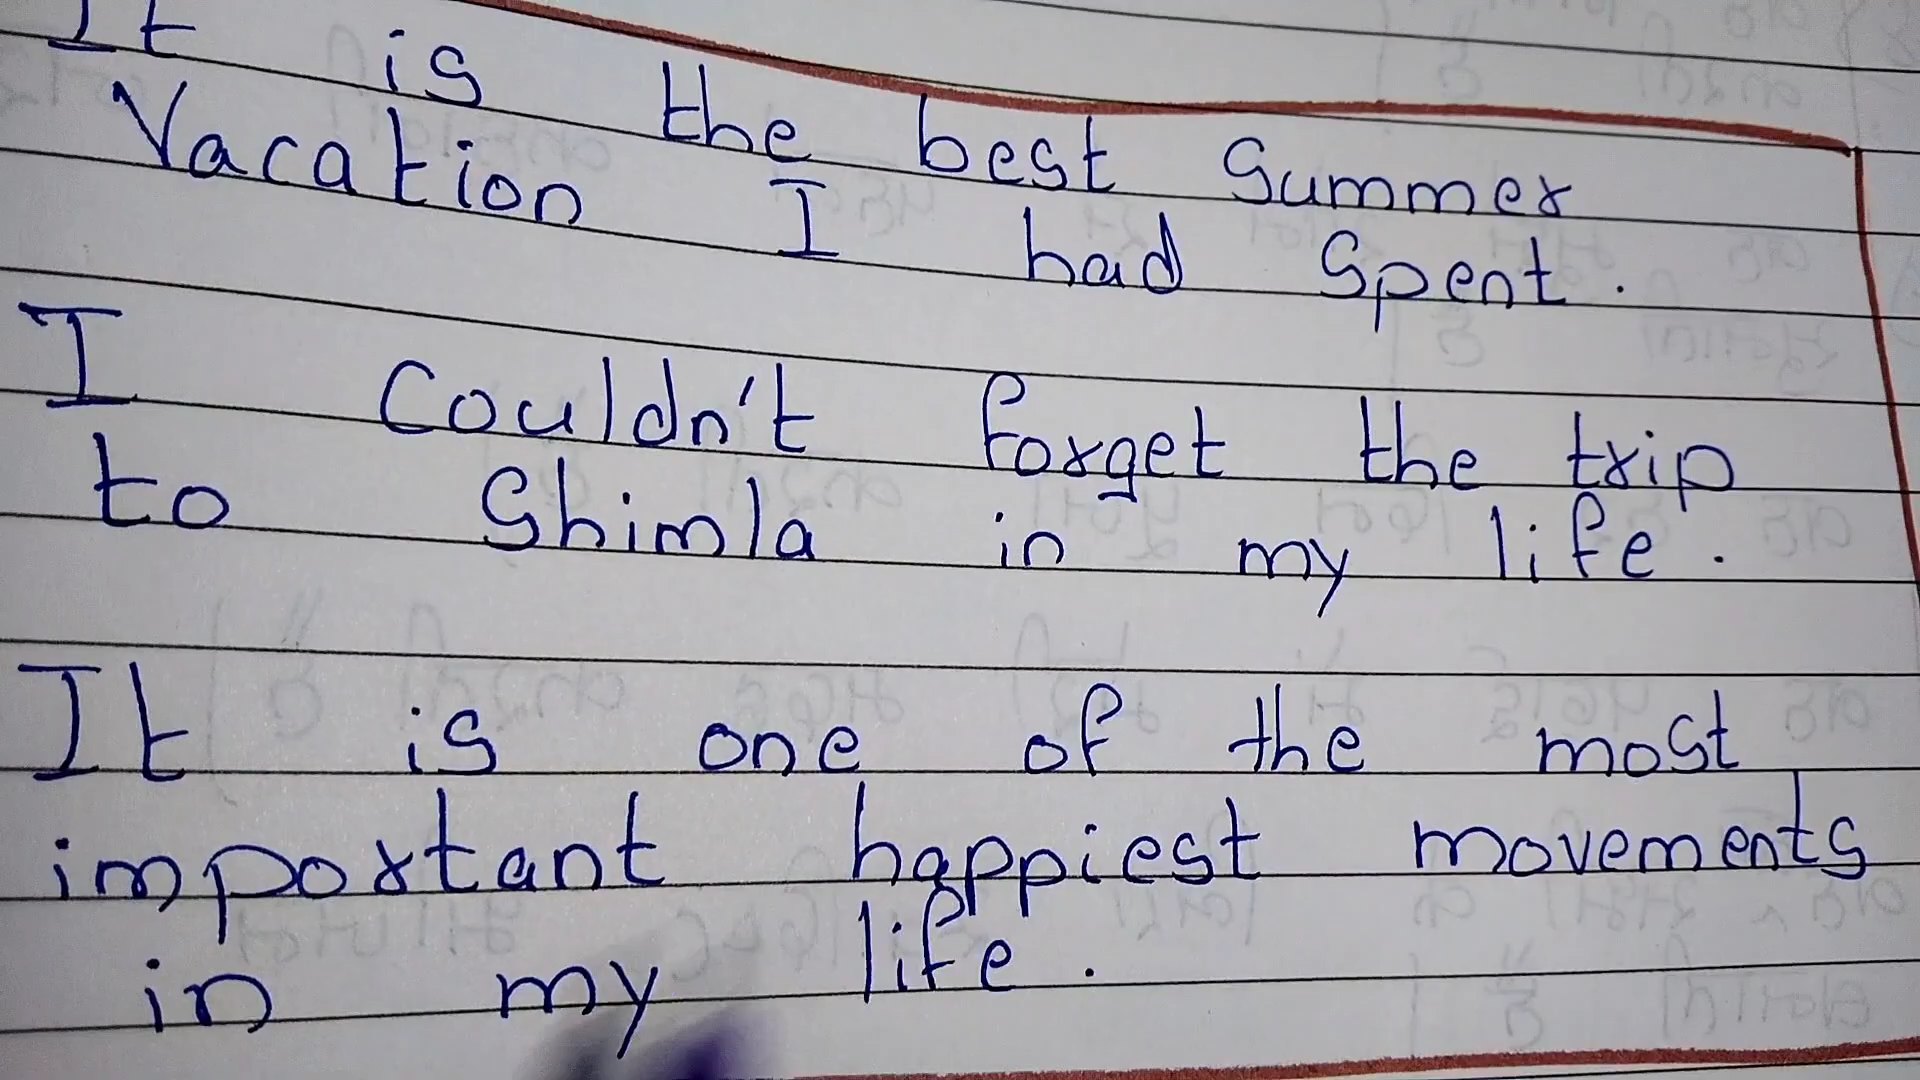 It is the best Summer
Vacation I had Spent.
I Couldn't forget the trip
to Shimla in my life.
It is one of the most
important happiest movements
in my life.